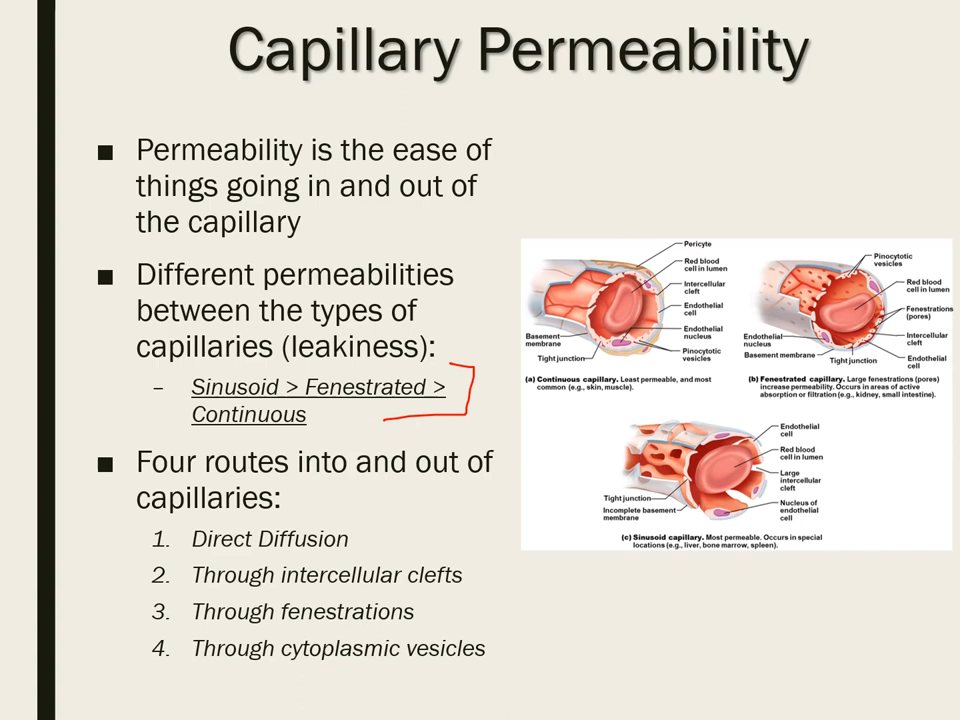 Capillary Permeability
■ Permeability is the ease of
things going in and out of
the capillary
■ Different permeabilities
between the types of
capillaries (leakiness):
– Sinusoid > Fenestrated >
Continuous
■ Four routes into and out of
capillaries:
1. Direct Diffusion
2. Through intercellular clefts
3. Through fenestrations
4. Through cytoplasmic vesicles
Pericyte
Red blood
cell in lumen
Intercellular
cleft
Endothelial
cell
Endothelial
nucleus
Pinocytotic
vesicles
Basement
membrane
Tight junction
(a) Continuous capillary. Least permeable, and most
common (e.g., skin, muscle).
Pinocytotic
vesicles
Red blood
cell in lumen
Fenestrations
(pores)
Intercellular
cleft
Endothelial
cell
Endothelial
nucleus
Basement membrane
Tight junction
(b) Fenestrated capillary. Large fenestrations (pores)
increase permeability. Occurs in areas of active
absorption or filtration (e.g., kidney, small intestine).
Endothelial
cell
Red blood
cell in lumen
Large
intercellular
cleft
Nucleus of
endothelial
cell
Tight junction
Incomplete basement
membrane
(c) Sinusoid capillary. Most permeable. Occurs in special
locations (e.g., liver, bone marrow, spleen).